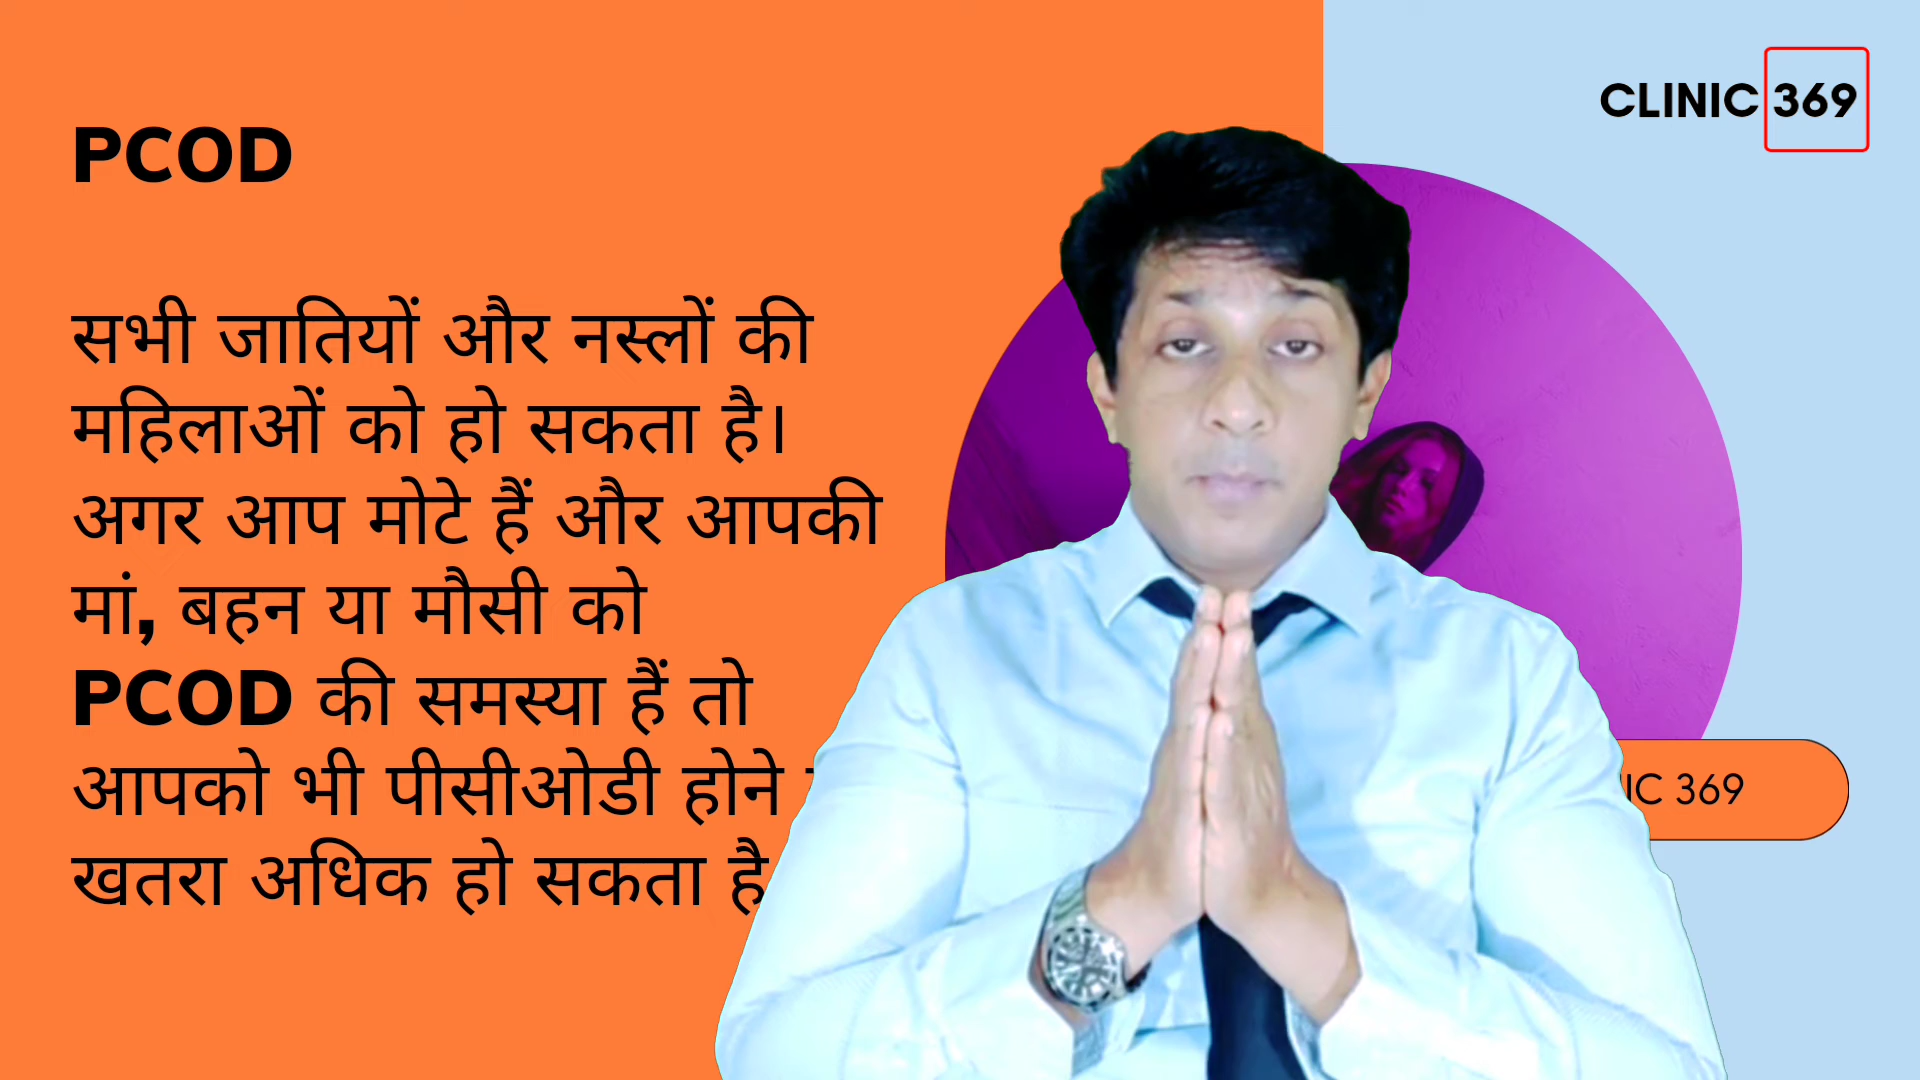 CLINIC 369
PCOD
सभी जातियों और नस्लों की
महिलाओं को हो सकता है।
अगर आप मोटे हैं और आपकी
मां, बहन या मौसी को
PCOD की समस्या हैं तो
आपको भी पीसीओडी होने
खतरा अधिक हो सकता है
369